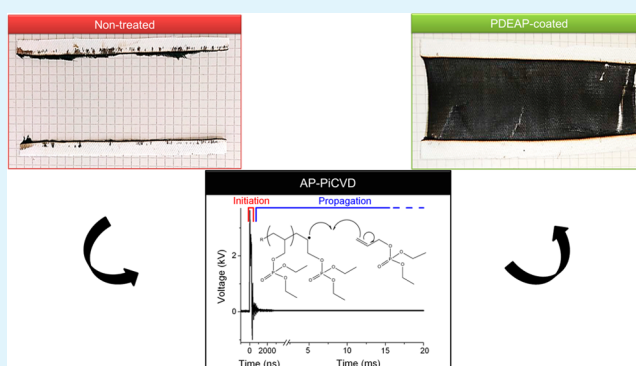 Non-treated
PDEAP-coated
AP-PiCVD
Initiation
Propagation
Voltage (kV)
2
0
0 2000
5
10
15
20
Time (ns)
Time (ms)
R
O
P
O
O
O
O
P
O
O
O
O
P
O
O
O